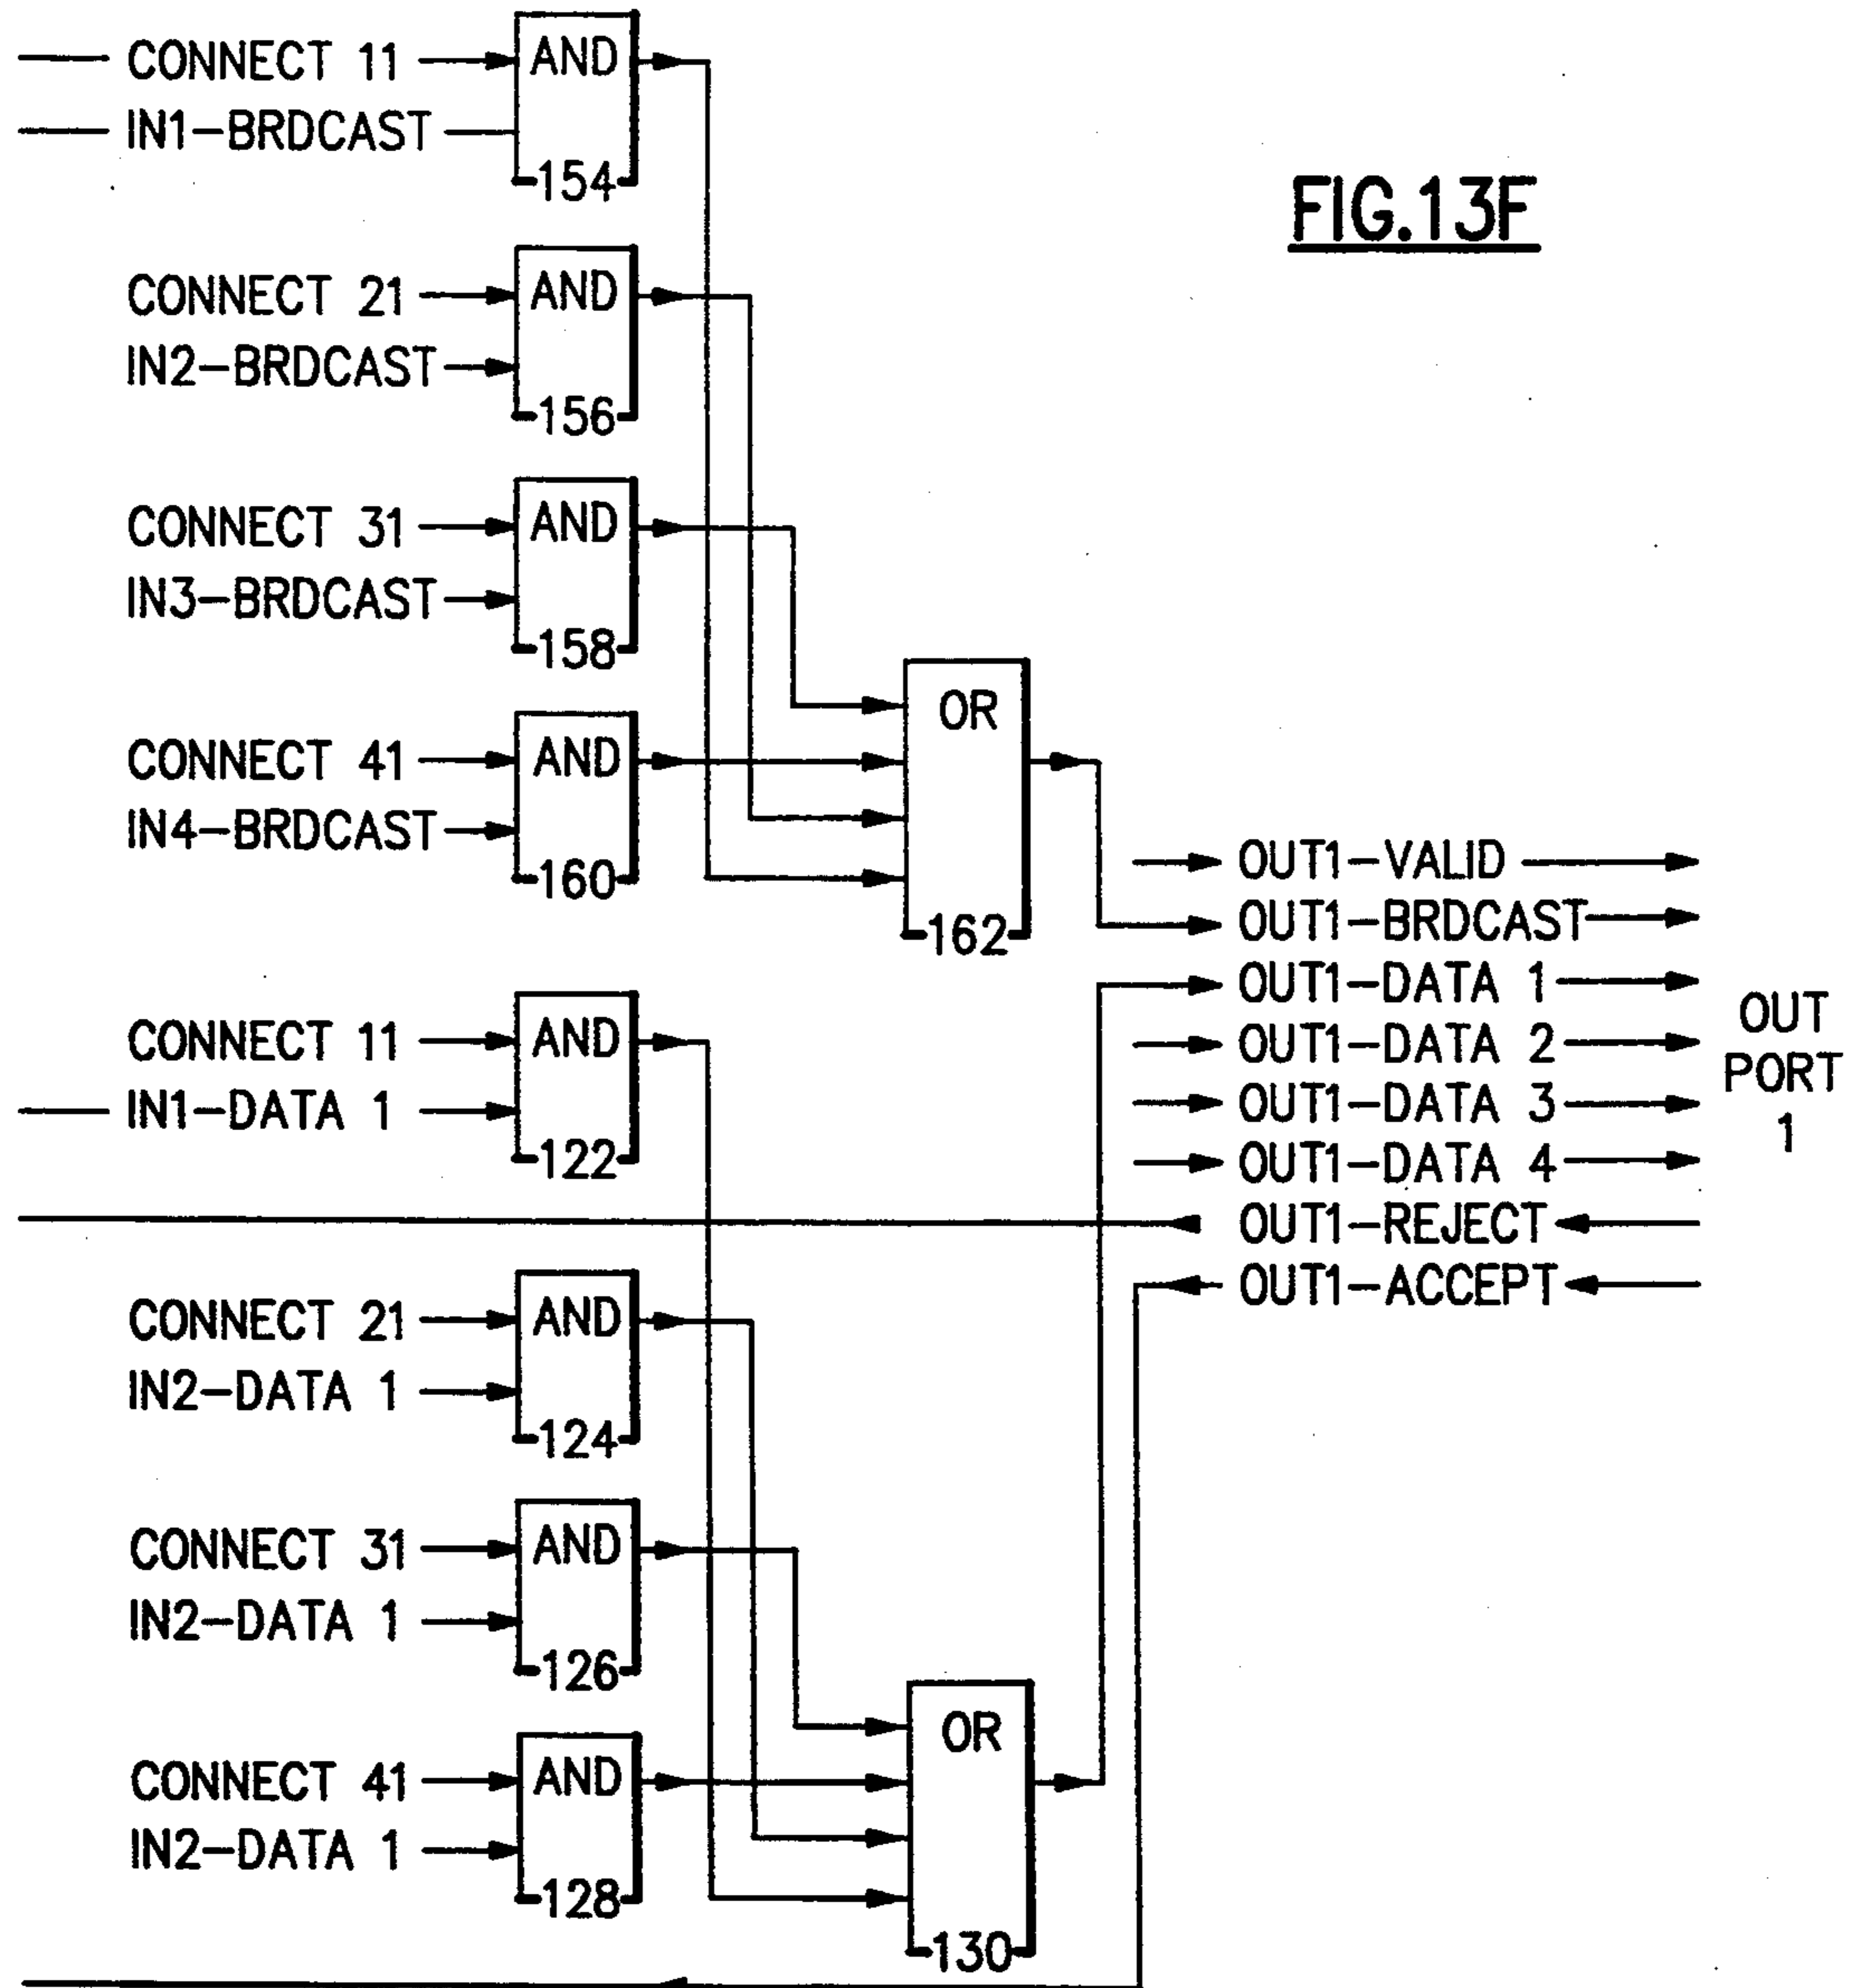 CONNECT 11
AND
IN1-BRDCAST
154
FIG.13F
CONNECT 21
AND
IN2-BRDCAST
156
CONNECT 31
AND
IN3-BRDCAST
158
OR
CONNECT 41
AND
IN4-BRDCAST
160
162
OUT1-VALID
OUT1-BRDCAST
OUT1-DATA 1
OUT1-DATA 2
OUT1-DATA 3
OUT1-DATA 4
OUT1-REJECT
OUT1-ACCEPT
OUT
PORT
1
CONNECT 11
AND
IN1-DATA 1
122
CONNECT 21
AND
IN2-DATA 1
124
CONNECT 31
AND
IN2-DATA 1
126
OR
CONNECT 41
AND
IN2-DATA 1
128
130